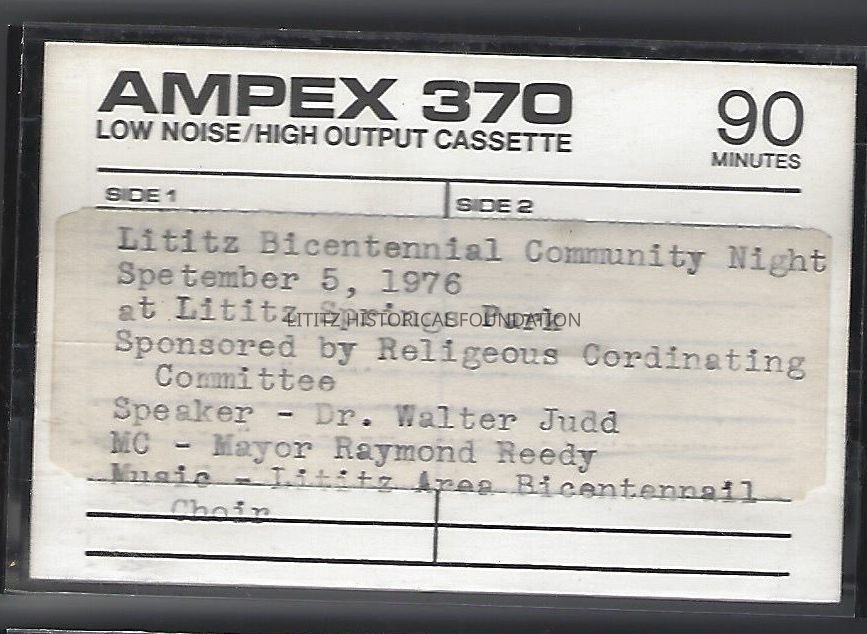 AMPEX 370
90
LOW NOISE/HIGH OUTPUT CASSETTE
MINUTES
SIDE 1
SIDE 2
Lititz Bicentennial Community Night
Spetember 5, 1976
at Lititz Springs Park
LITITZ HISTORICAL FOUNDATION
Sponsored by Religeous Cordinating
Committee
Speaker - Dr. Walter Judd
MC - Mayor Raymond Reedy
Music - Lititz Area Bicentennail
Choir